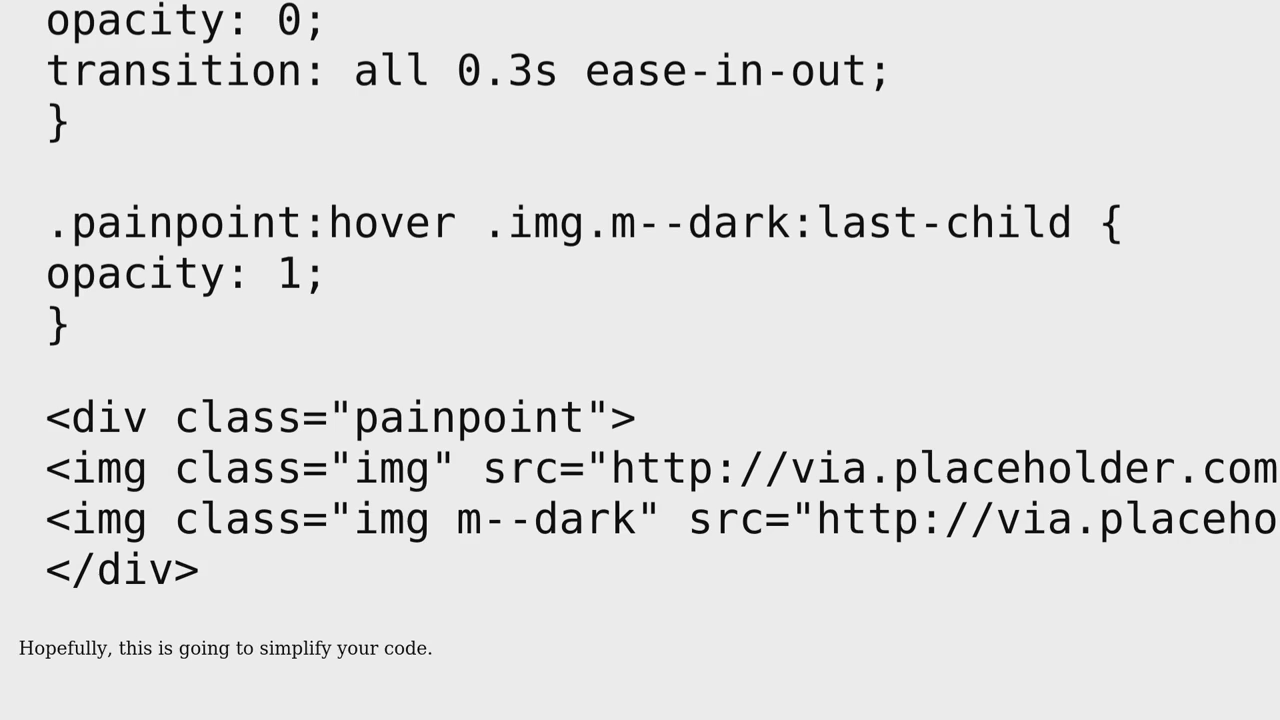 opacity: 0;
transition: all 0.3s ease-in-out;
}
.painpoint:hover .img.m--dark:last-child {
opacity: 1;
}
<div class="painpoint">
<img class="img" src="http://via.placeholder.com
<img class="img m--dark" src="http://via.placeho
</div>
Hopefully, this is going to simplify your code.